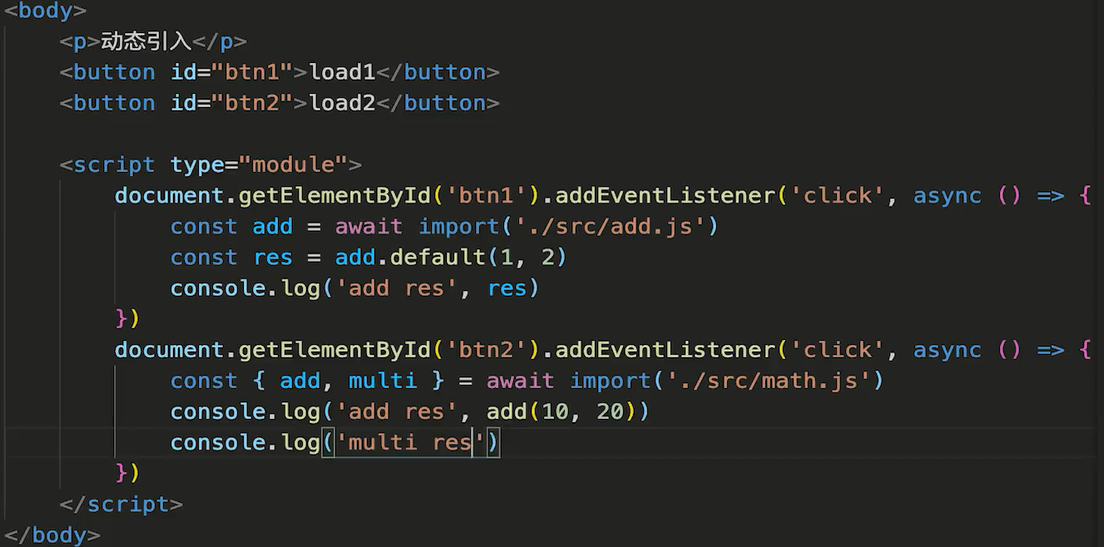 <body>
<p>动态引入</p>
<button id="btn1">load1</button>
<button id="btn2">load2</button>
<script type="module">
document.getElementById('btn1').addEventListener('click', async () => {
const add = await import('./src/add.js')
const res = add.default(1, 2)
console.log('add res', res)
})
document.getElementById('btn2').addEventListener('click', async () => {
const { add, multi } = await import('./src/math.js')
console.log('add res', add(10, 20))
console.log('multi res')
})
</script>
</body>